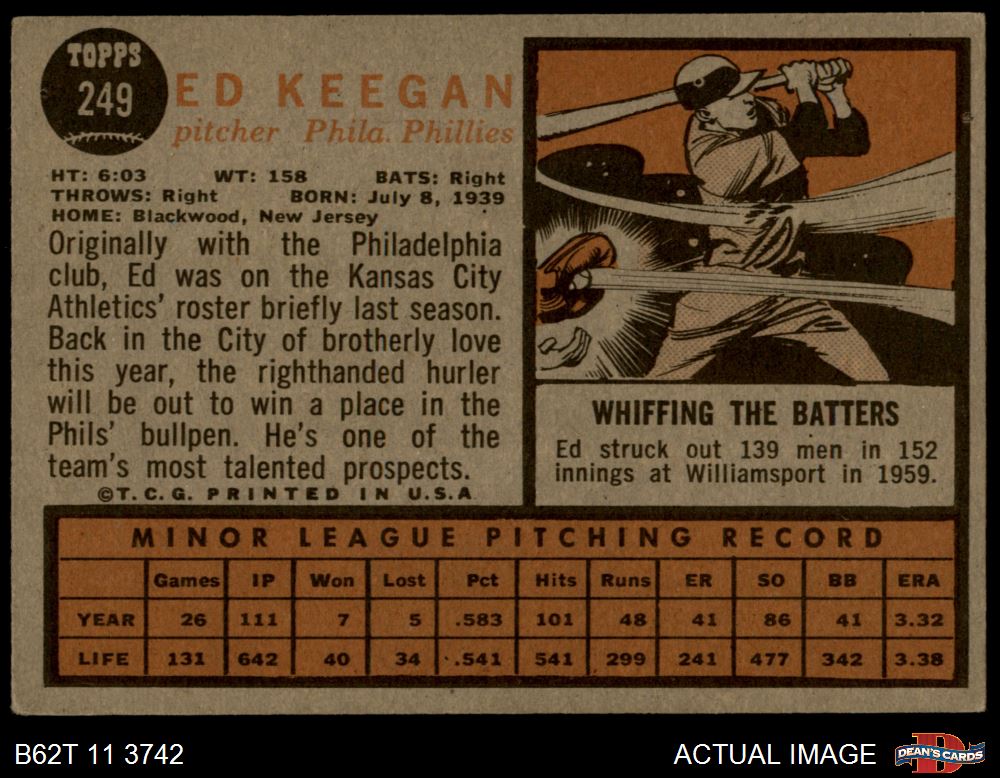 TOPPS
249
ED KEEGAN
pitcher Phila. Phillies
HT: 6:03 WT: 158 BATS: Right
THROWS: Right BORN: July 8, 1939
HOME: Blackwood, New Jersey
Originally with the Philadelphia
club, Ed was on the Kansas City
Athletics' roster briefly last season.
Back in the City of brotherly love
this year, the righthanded hurler
will be out to win a place in the
Phils' bullpen. He's one of the
team's most talented prospects.
©T.C.G. PRINTED IN U.S.A
WHIFFING THE BATTERS
Ed struck out 139 men in 152
innings at Williamsport in 1959.
MINOR LEAGUE PITCHING RECORD
Games IP Won Lost Pct Hits Runs ER SO BB ERA
YEAR 26 111 7 5 .583 101 48 41 86 41 3.32
LIFE 131 642 40 34 .541 541 299 241 477 342 3.38
B62T 11 3742
ACTUAL IMAGE
DEAN'S CARDS